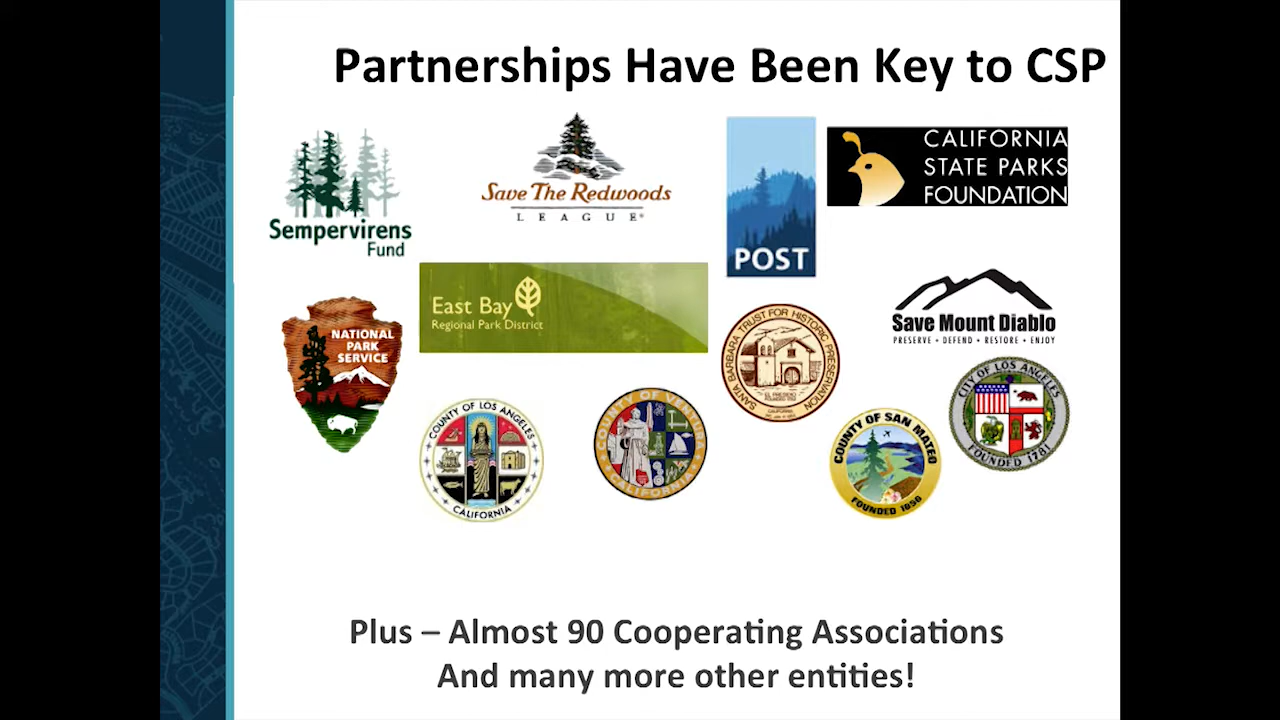 Partnerships Have Been Key to CSP
Sempervirens
Fund
Save The Redwoods
LEAGUE®
POST
CALIFORNIA
STATE PARKS
FOUNDATION
East Bay
Regional Park District
NATIONAL
PARK
SERVICE
SANTA BARBARA TRUST FOR HISTORIC PRESERVATION
EL PRESIDIO
CALIFORNIA
Save Mount Diablo
PRESERVE • DEFEND • RESTORE • ENJOY
COUNTY OF LOS ANGELES
CALIFORNIA
COUNTY OF VENTURA
CALIFORNIA
COUNTY OF SAN MATEO
FOUNDED 1856
CITY OF LOS ANGELES
FOUNDED 1781
Plus – Almost 90 Cooperating Associations
And many more other entities!